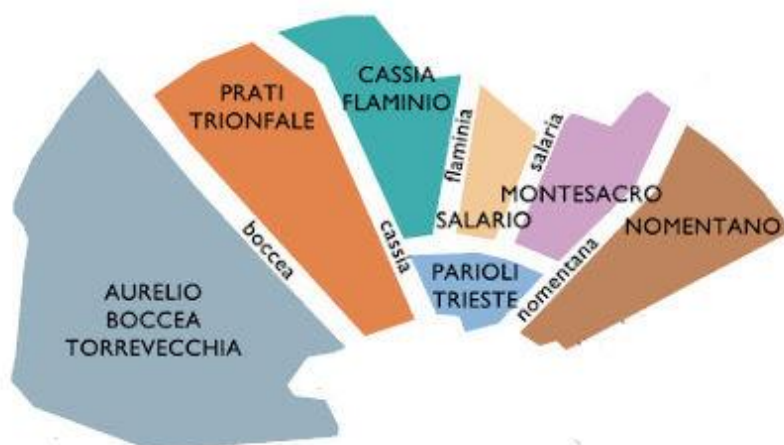 CASSIA
FLAMINIO
PRATI
TRIONFALE
flaminia
salaria
MONTESACRO
SALARIO
NOMENTANO
boccea
cassia
PARIOLI
TRIESTE
nomentana
AURELIO
BOCCEA
TORREVECCHIA